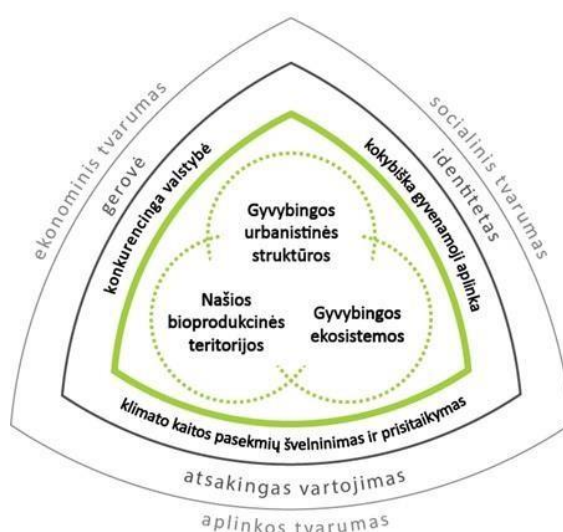 ekonominis tvarumas
socialinis tvarumas
gerovė
identitetas
konkurencinga valstybė
kokybiška gyvenamoji aplinka
Gyvybingos
urbanistinės
struktūros
Našios
bioprodukcinės
teritorijos
Gyvybingos
ekosistemos
klimato kaitos pasekmių švelninimas ir prisitaikymas
atsakingas vartojimas
aplinkos tvarumas